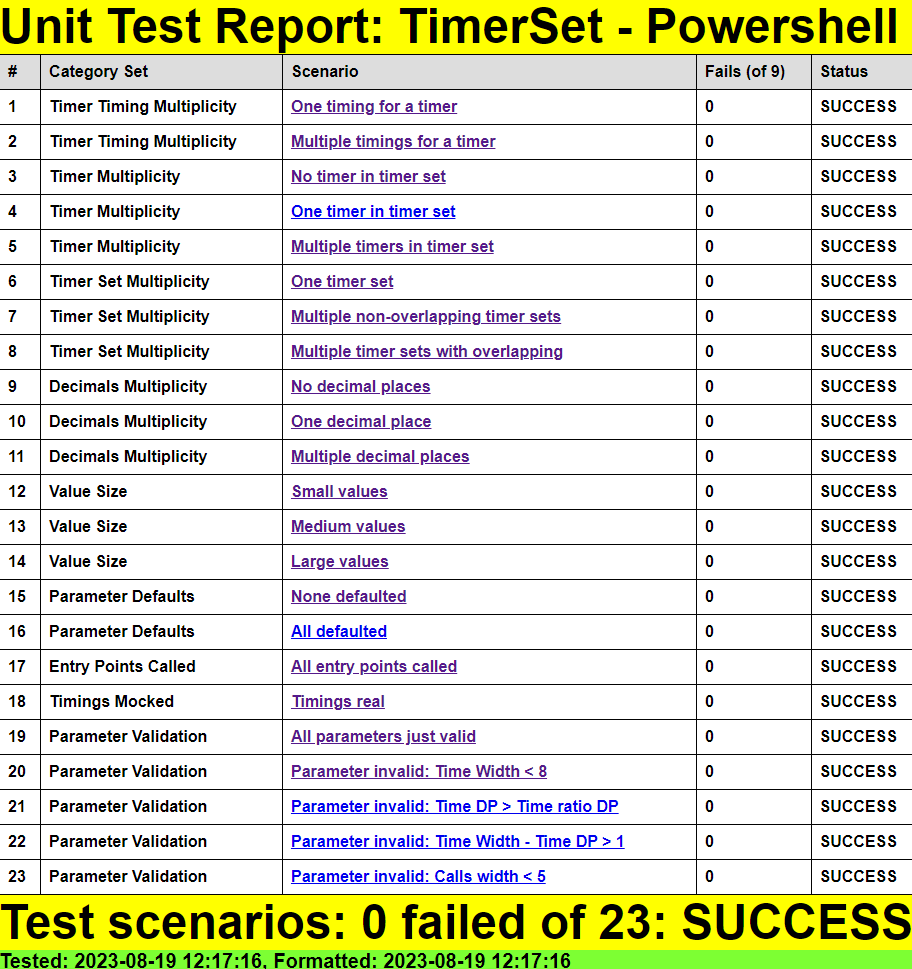 Unit Test Report: TimerSet - Powershell
# Category Set Scenario Fails (of 9) Status
1 Timer Timing Multiplicity One timing for a timer 0 SUCCESS
2 Timer Timing Multiplicity Multiple timings for a timer 0 SUCCESS
3 Timer Multiplicity No timer in timer set 0 SUCCESS
4 Timer Multiplicity One timer in timer set 0 SUCCESS
5 Timer Multiplicity Multiple timers in timer set 0 SUCCESS
6 Timer Set Multiplicity One timer set 0 SUCCESS
7 Timer Set Multiplicity Multiple non-overlapping timer sets 0 SUCCESS
8 Timer Set Multiplicity Multiple timer sets with overlapping 0 SUCCESS
9 Decimals Multiplicity No decimal places 0 SUCCESS
10 Decimals Multiplicity One decimal place 0 SUCCESS
11 Decimals Multiplicity Multiple decimal places 0 SUCCESS
12 Value Size Small values 0 SUCCESS
13 Value Size Medium values 0 SUCCESS
14 Value Size Large values 0 SUCCESS
15 Parameter Defaults None defaulted 0 SUCCESS
16 Parameter Defaults All defaulted 0 SUCCESS
17 Entry Points Called All entry points called 0 SUCCESS
18 Timings Mocked Timings real 0 SUCCESS
19 Parameter Validation All parameters just valid 0 SUCCESS
20 Parameter Validation Parameter invalid: Time Width < 8 0 SUCCESS
21 Parameter Validation Parameter invalid: Time DP > Time ratio DP 0 SUCCESS
22 Parameter Validation Parameter invalid: Time Width - Time DP > 1 0 SUCCESS
23 Parameter Validation Parameter invalid: Calls width < 5 0 SUCCESS
Test scenarios: 0 failed of 23: SUCCESS
Tested: 2023-08-19 12:17:16, Formatted: 2023-08-19 12:17:16